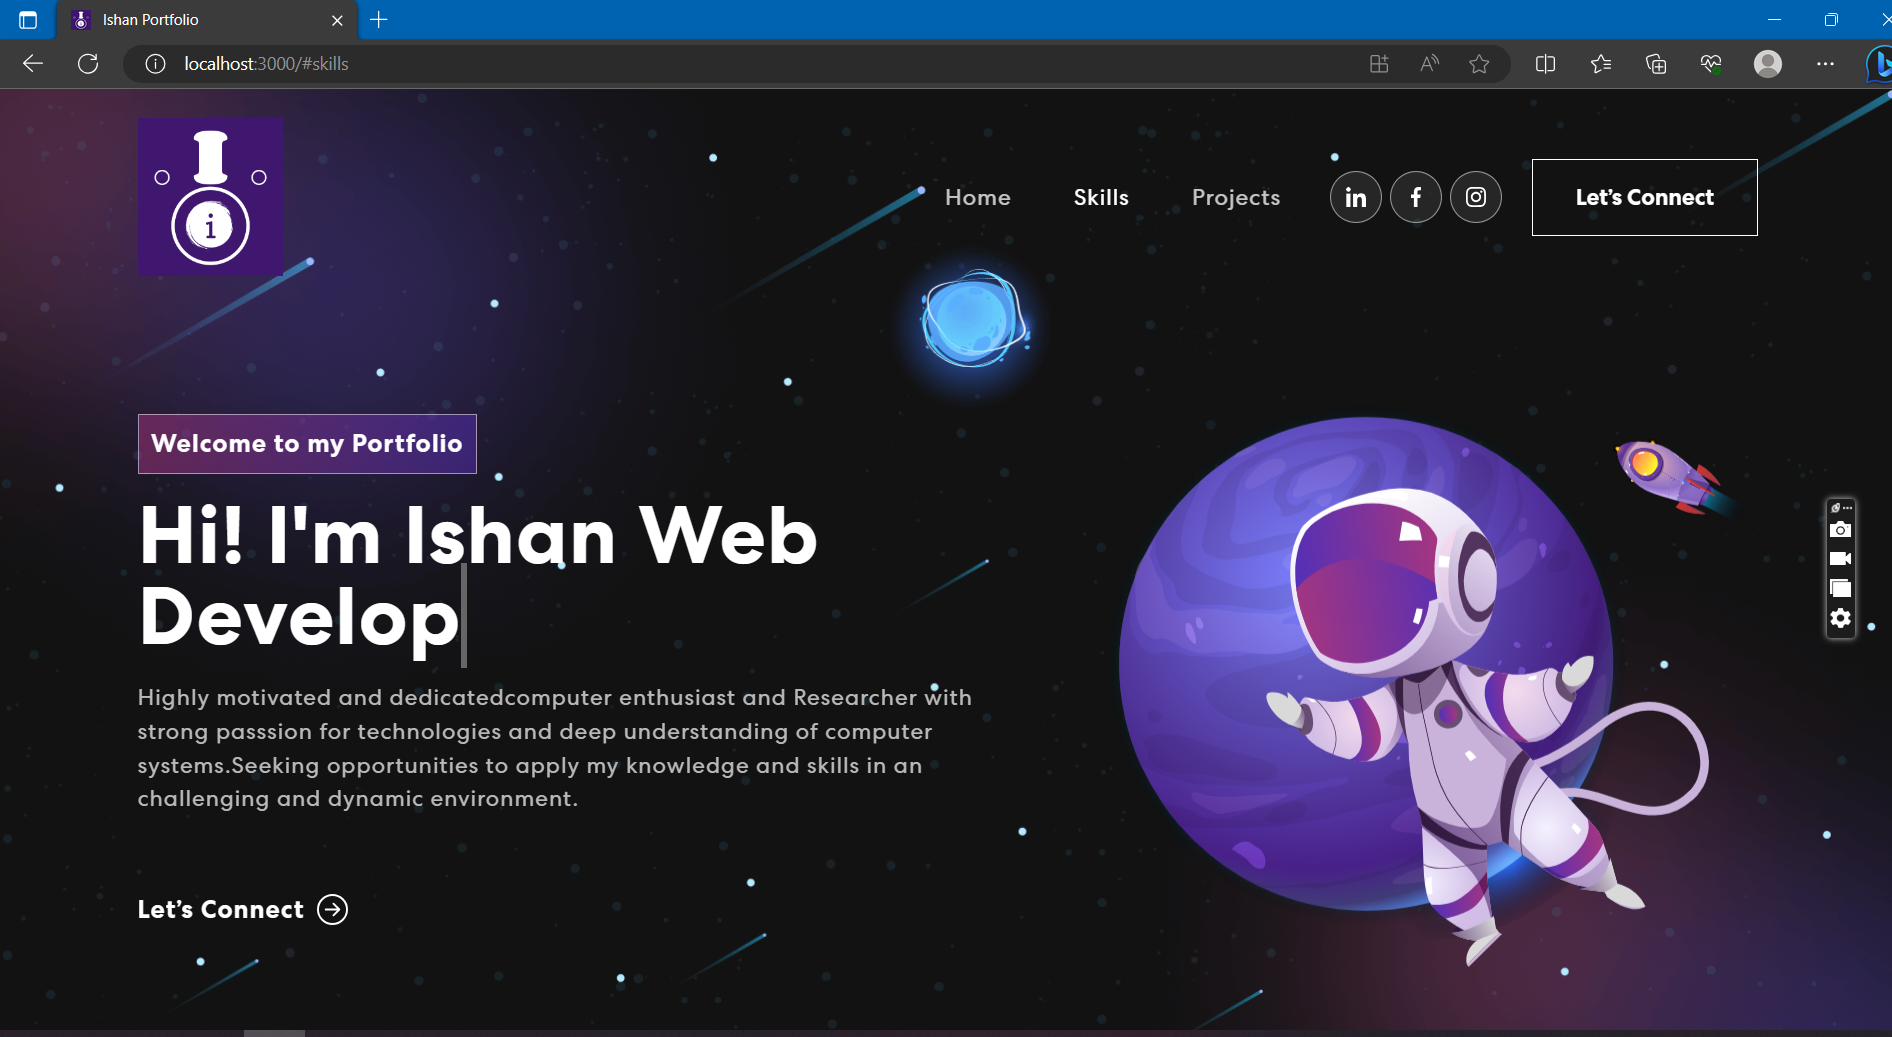 Ishan Portfolio
localhost:3000/#skills
i
Home Skills Projects in f Let's Connect
Welcome to my Portfolio
Hi! I'm Ishan Web
Develop
Highly motivated and dedicatedcomputer enthusiast and Researcher with
strong passsion for technologies and deep understanding of computer
systems.Seeking opportunities to apply my knowledge and skills in an
challenging and dynamic environment.
Let's Connect